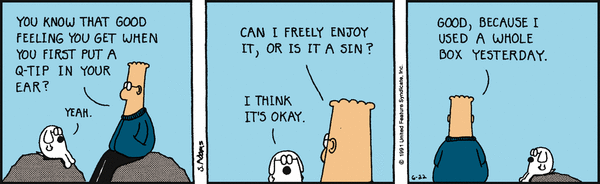 YOU KNOW THAT GOOD
FEELING YOU GET WHEN
YOU FIRST PUT A
Q-TIP IN YOUR
EAR?
YEAH.
S.ADAMS
CAN I FREELY ENJOY
IT, OR IS IT A SIN?
I THINK
IT'S OKAY.
© 1991 United Feature Syndicate, Inc.
GOOD, BECAUSE I
USED A WHOLE
BOX YESTERDAY.
6-22